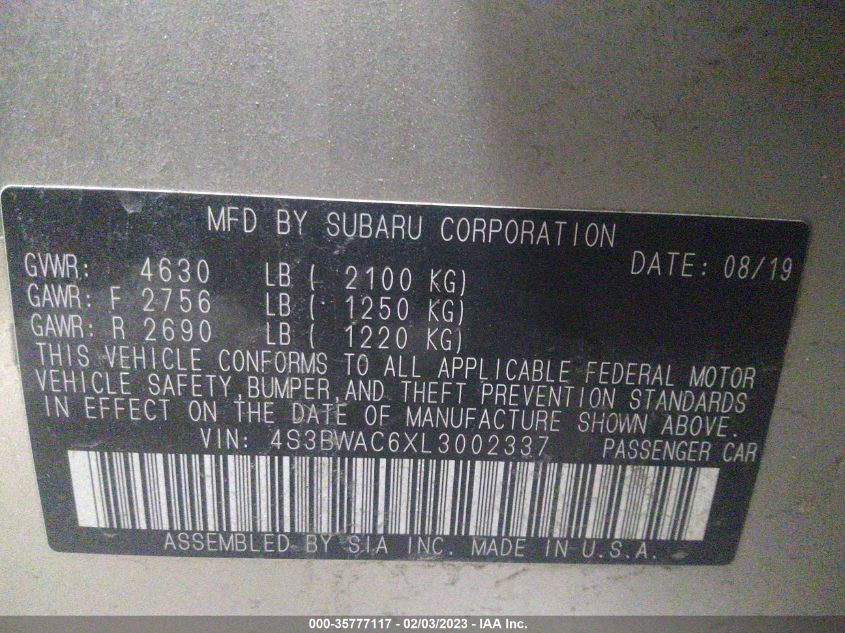 MFD BY SUBARU CORPORATION
GVWR: 4630 LB ( 2100 KG) DATE: 08/19
GAWR: F 2756 LB ( 1250 KG)
GAWR: R 2690 LB ( 1220 KG)
THIS VEHICLE CONFORMS TO ALL APPLICABLE FEDERAL MOTOR
VEHICLE SAFETY,BUMPER,AND THEFT PREVENTION STANDARDS
IN EFFECT ON THE DATE OF MANUFACTURE SHOWN ABOVE.
VIN: 4S3BWAC6XL3002337 PASSENGER CAR
ASSEMBLED BY SIA INC. MADE IN U.S.A.
000-35777117 - 02/03/2023 - IAA Inc.